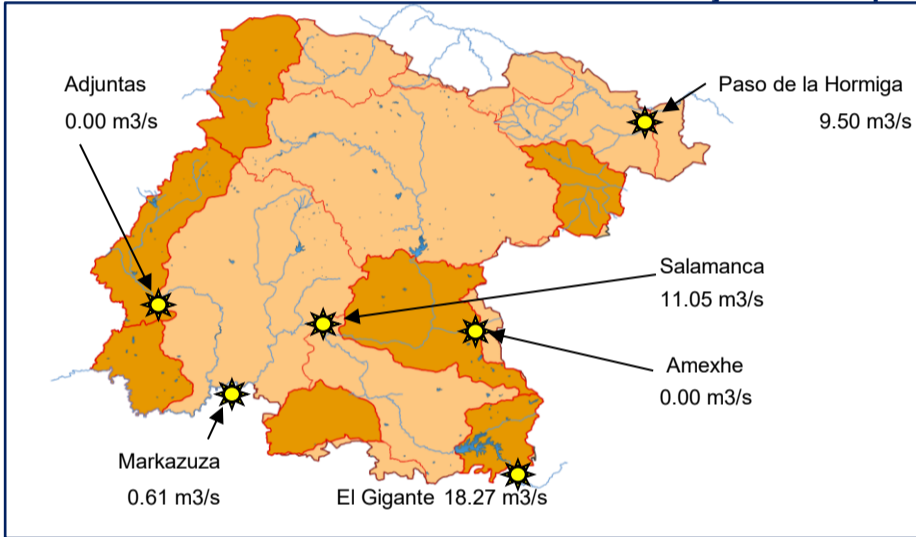 Adjuntas
0.00 m3/s
Paso de la Hormiga
9.50 m3/s
Salamanca
11.05 m3/s
Amexhe
0.00 m3/s
Markazuza
0.61 m3/s
El Gigante 18.27 m3/s